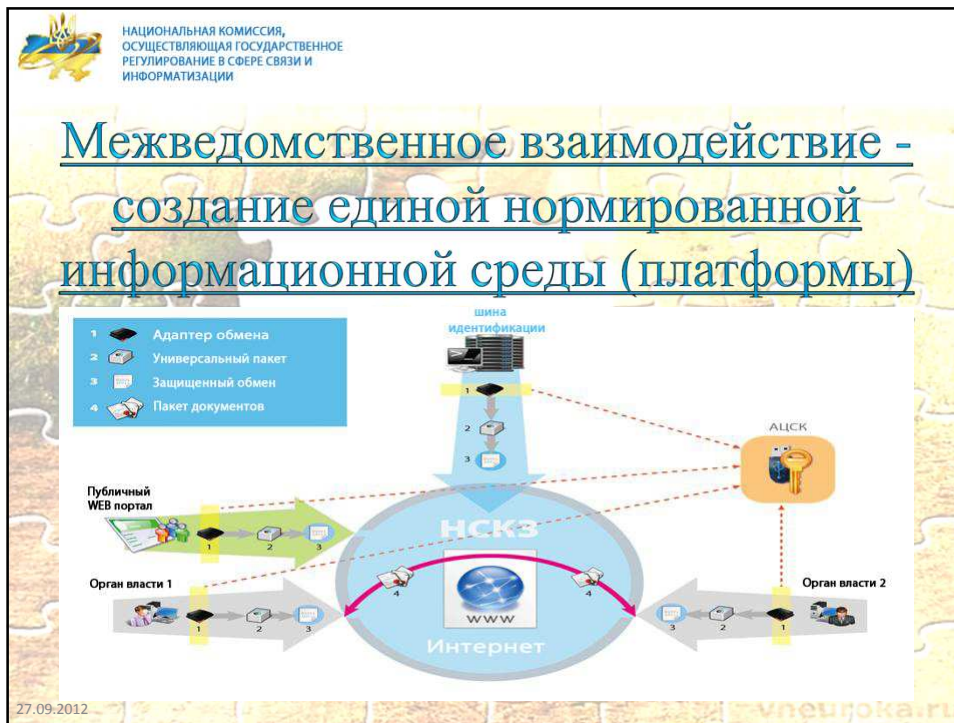 НАЦИОНАЛЬНАЯ КОМИССИЯ,
ОСУЩЕСТВЛЯЮЩАЯ ГОСУДАРСТВЕННОЕ
РЕГУЛИРОВАНИЕ В СФЕРЕ СВЯЗИ И
ИНФОРМАТИЗАЦИИ
Межведомственное взаимодействие -
создание единой нормированной
информационной среды (платформы)
1 Адаптер обмена
2 Универсальный пакет
3 Защищенный обмен
4 Пакет документов
шина
идентификации
1
2
3
АЦСК
Публичный
WEB портал
1 2 3
НСКЗ
4 4
www
Интернет
Орган власти 1
1 2 3
Орган власти 2
3 2 1
27.09.2012
vneuroka.ru